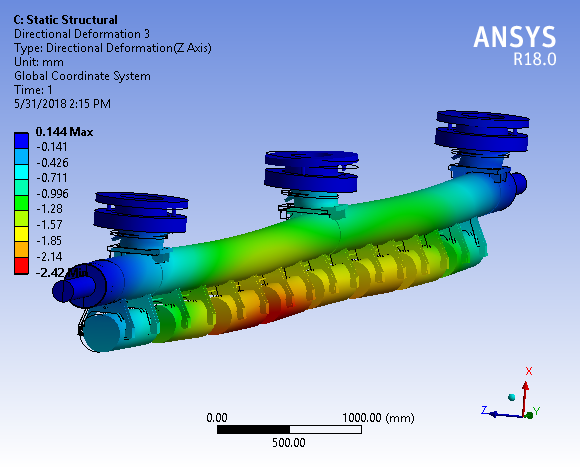 C: Static Structural
Directional Deformation 3
Type: Directional Deformation(Z Axis)
Unit: mm
Global Coordinate System
Time: 1
5/31/2018 2:15 PM
ANSYS
R18.0
0.144 Max
-0.141
-0.426
-0.711
-0.996
-1.28
-1.57
-1.85
-2.14
-2.42
0.00
1000.00 (mm)
500.00
X
Z
Y